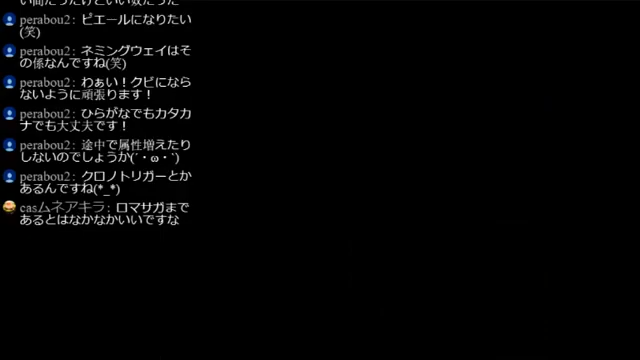 perabou2: ピエールになりたい
(笑)
perabou2: ネミングウェイはそ
の係なんですね(笑)
perabou2: わぁい！クビになら
ないように頑張ります！
perabou2: ひらがなでもカタカ
ナでも大丈夫です！
perabou2: 途中で属性増えたり
しないのでしょうか(´・ω・`)
perabou2: クロノトリガーとか
あるんですね(*_*)
casムネアキラ: ロマサガまで
あるとはなかなかいいですな